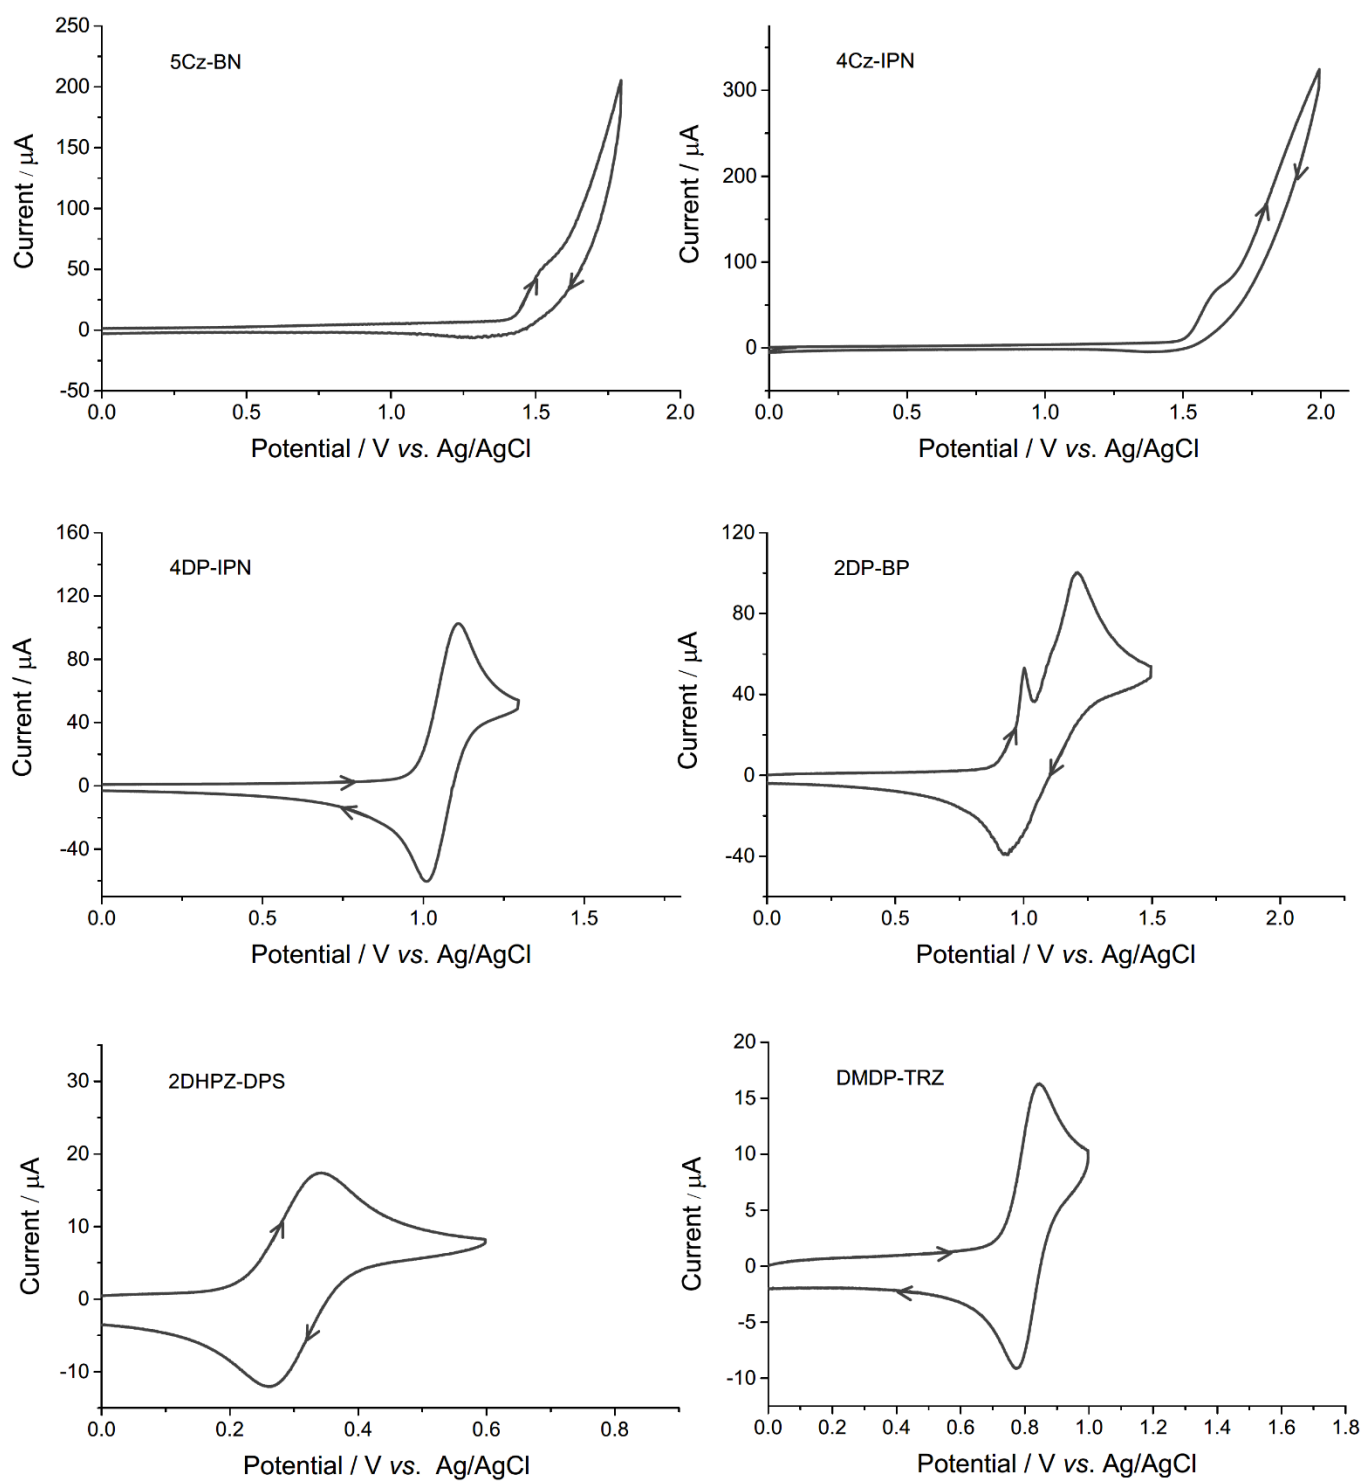 5Cz-BN
250
200
150
100
50
0
-50
Current / μA
0.0 0.5 1.0 1.5 2.0
Potential / V vs. Ag/AgCl
4Cz-IPN
300
200
100
0
Current / μA
0.0 0.5 1.0 1.5 2.0
Potential / V vs. Ag/AgCl
4DP-IPN
160
120
80
40
0
-40
Current / μA
0.0 0.5 1.0 1.5
Potential / V vs. Ag/AgCl
2DP-BP
120
80
40
0
-40
Current / μA
0.0 0.5 1.0 1.5 2.0
Potential / V vs. Ag/AgCl
2DHPZ-DPS
30
20
10
0
-10
Current / μA
0.0 0.2 0.4 0.6 0.8
Potential / V vs. Ag/AgCl
DMDP-TRZ
20
15
10
5
0
-5
-10
Current / μA
0.0 0.2 0.4 0.6 0.8 1.0 1.2 1.4 1.6 1.8
Potential / V vs. Ag/AgCl